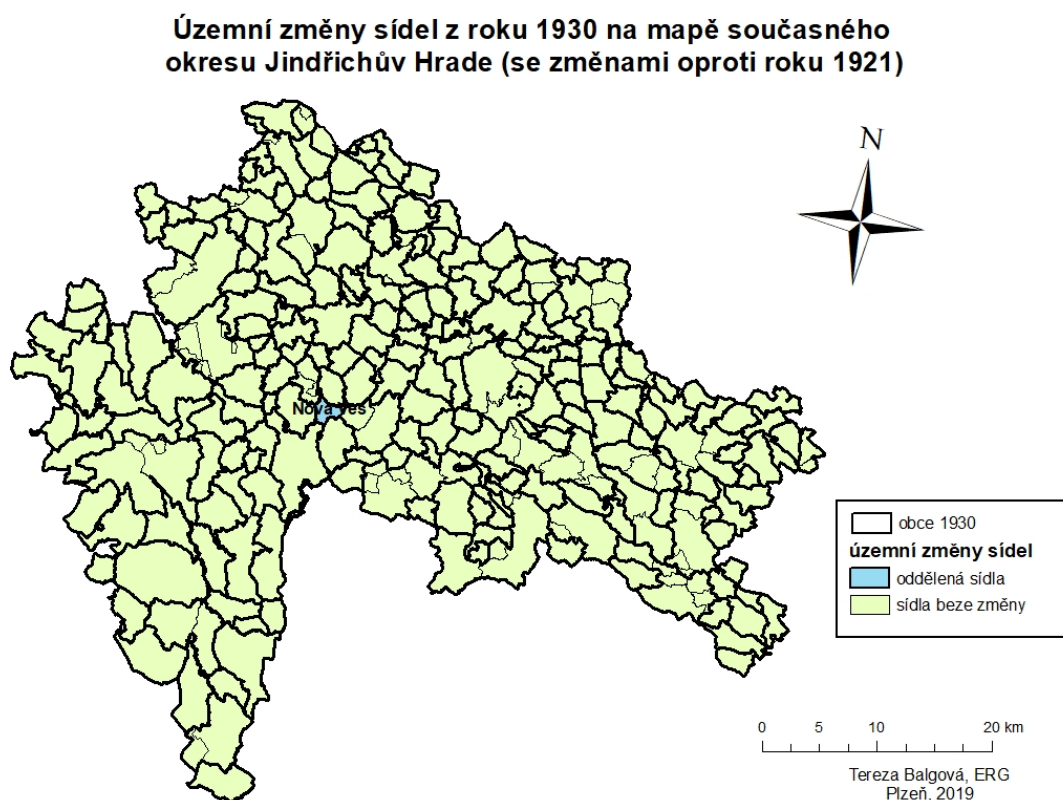 Územní změny sídel z roku 1930 na mapě současného
okresu Jindřichův Hrade (se změnami oproti roku 1921)
N
Nová Ves
obce 1930
územní změny sídel
oddělená sídla
sídla beze změny
0 5 10 20 km
Tereza Balgová, ERG
Plzeň, 2019